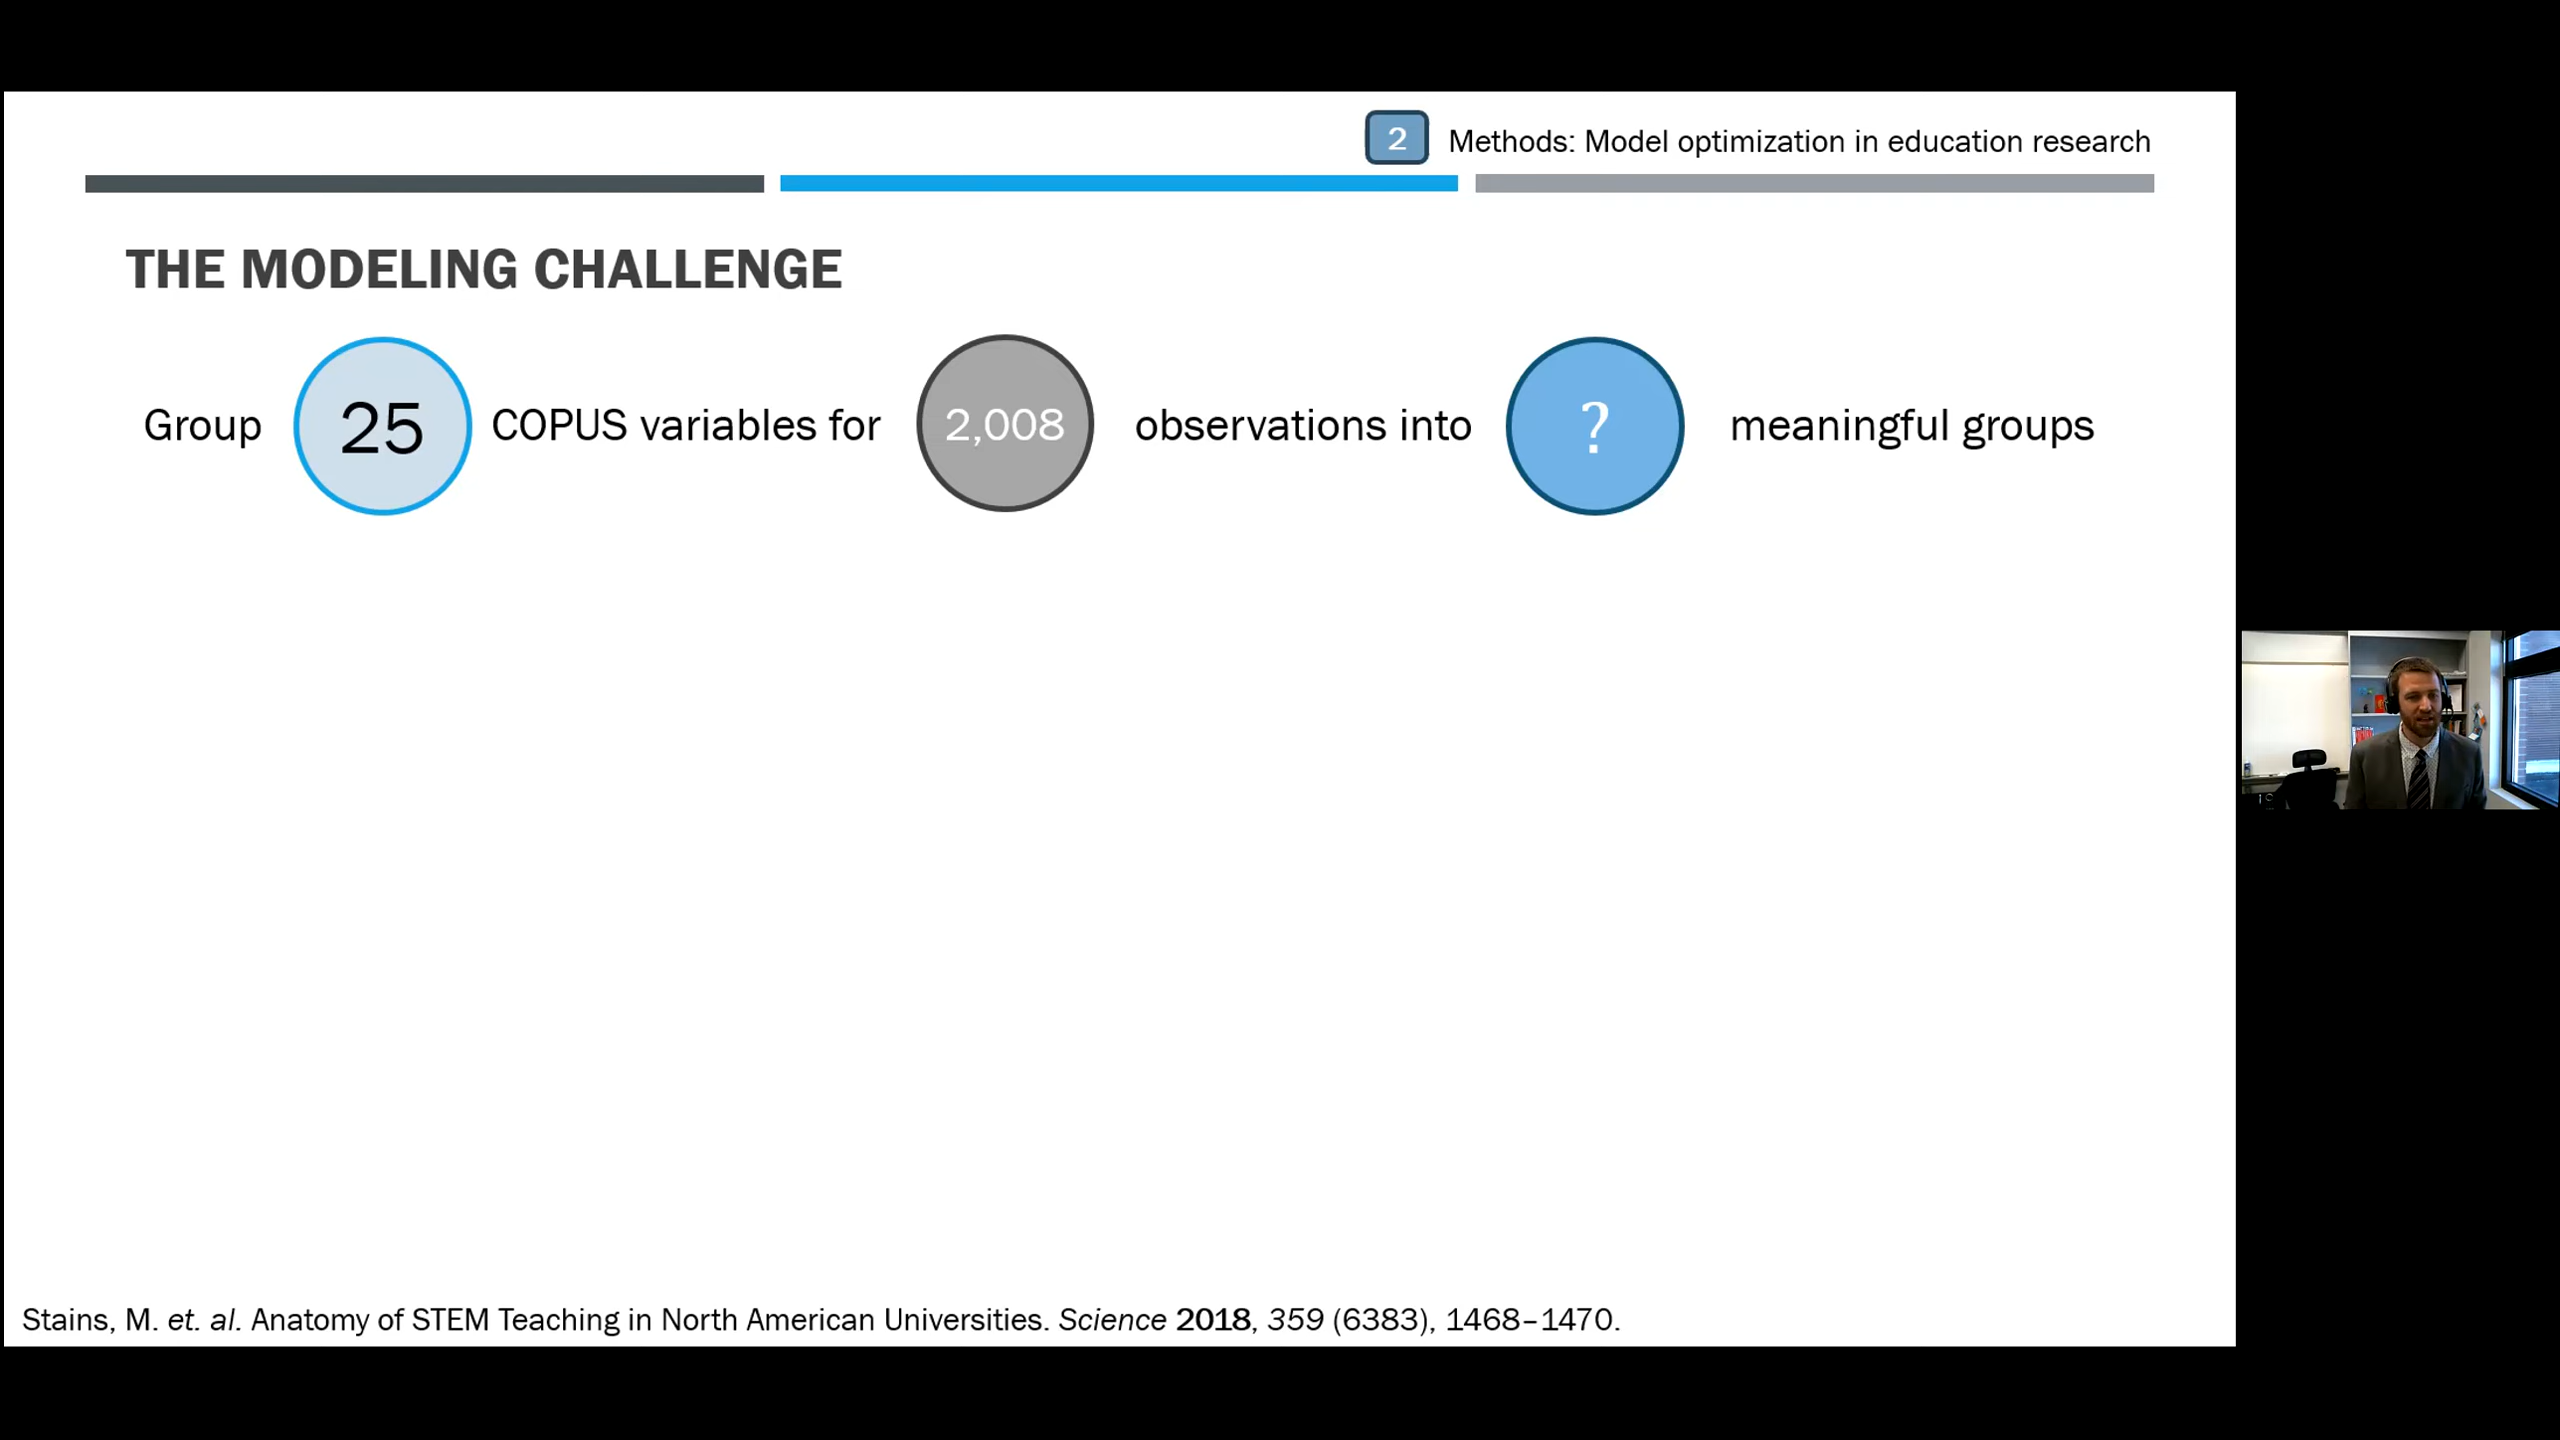 2 Methods: Model optimization in education research
THE MODELING CHALLENGE
Group 25 COPUS variables for 2,008 observations into ? meaningful groups
Stains, M. et. al. Anatomy of STEM Teaching in North American Universities. Science 2018, 359 (6383), 1468–1470.